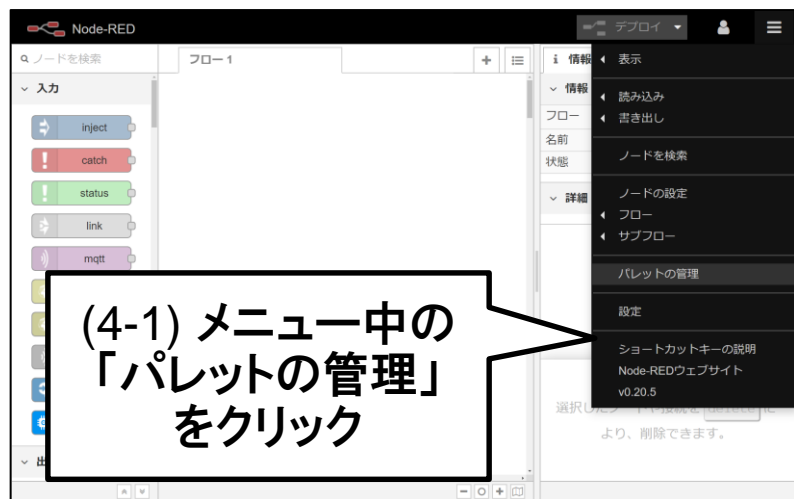 Node-RED
デプロイ
ノードを検索
フロー 1
情報
表示
入力
情報
読み込み
フロー
書き出し
inject
名前
catch
状態
ノードを検索
status
詳細
ノードの設定
フロー
link
サブフロー
mqtt
パレットの管理
設定
(4-1) メニュー中の
「パレットの管理」
をクリック
ショートカットキーの説明
Node-REDウェブサイト
v0.20.5
より、削除できます。